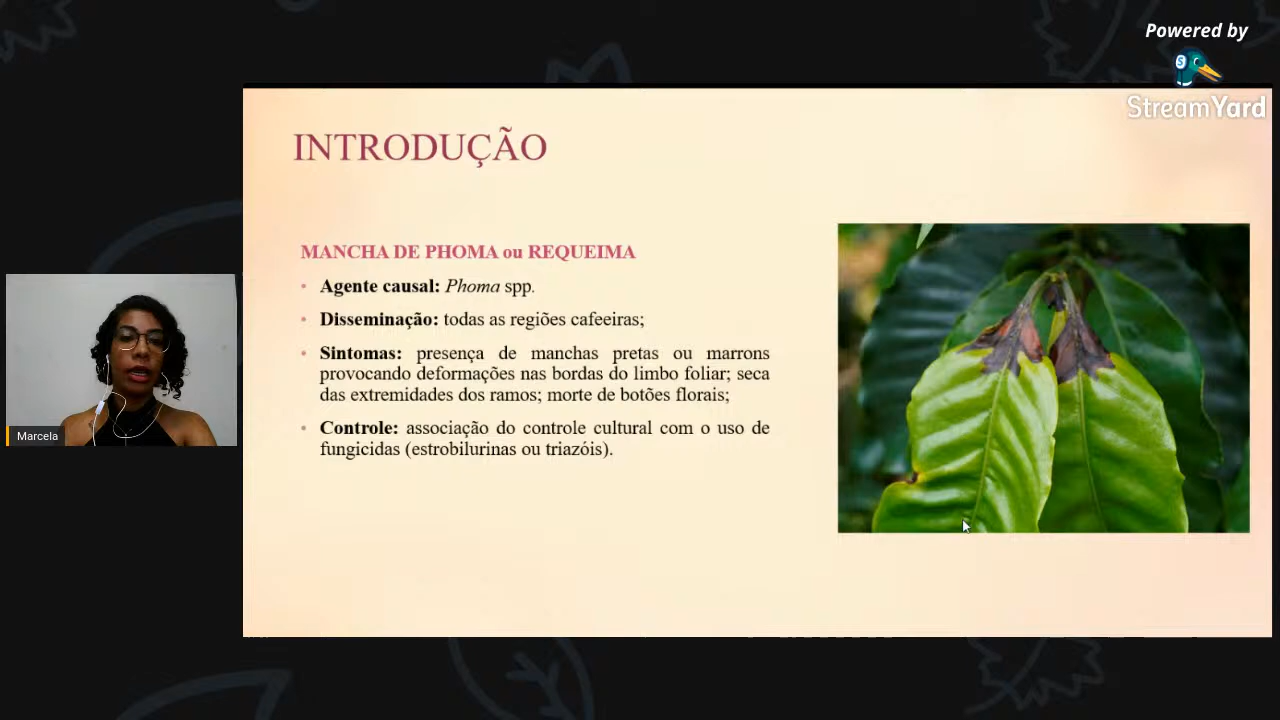 Powered by
StreamYard
INTRODUÇÃO
MANCHA DE PHOMA ou REQUEIMA
• Agente causal: Phoma spp.
• Disseminação: todas as regiões cafeeiras;
• Sintomas: presença de manchas pretas ou marrons
provocando deformações nas bordas do limbo foliar; seca
das extremidades dos ramos; morte de botões florais;
• Controle: associação do controle cultural com o uso de
fungicidas (estrobilurinas ou triazóis).
Marcela